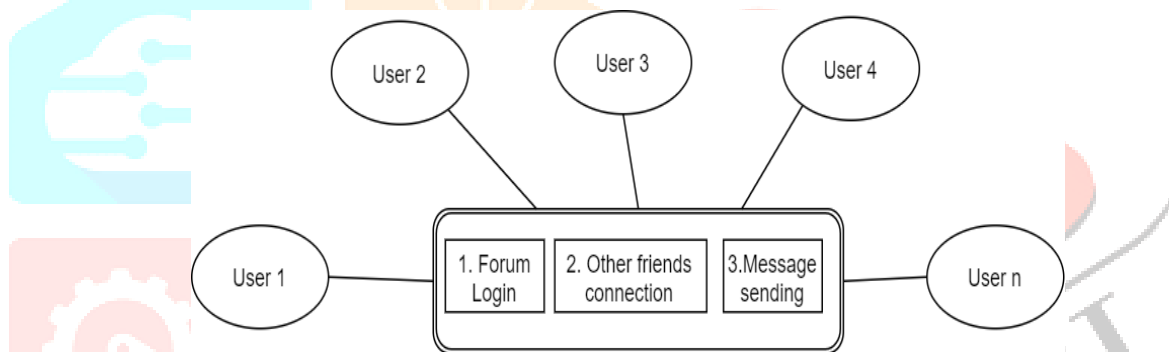 User 2
User 3
User 4
User 1
1. Forum
Login
2. Other friends
connection
3.Message
sending
User n